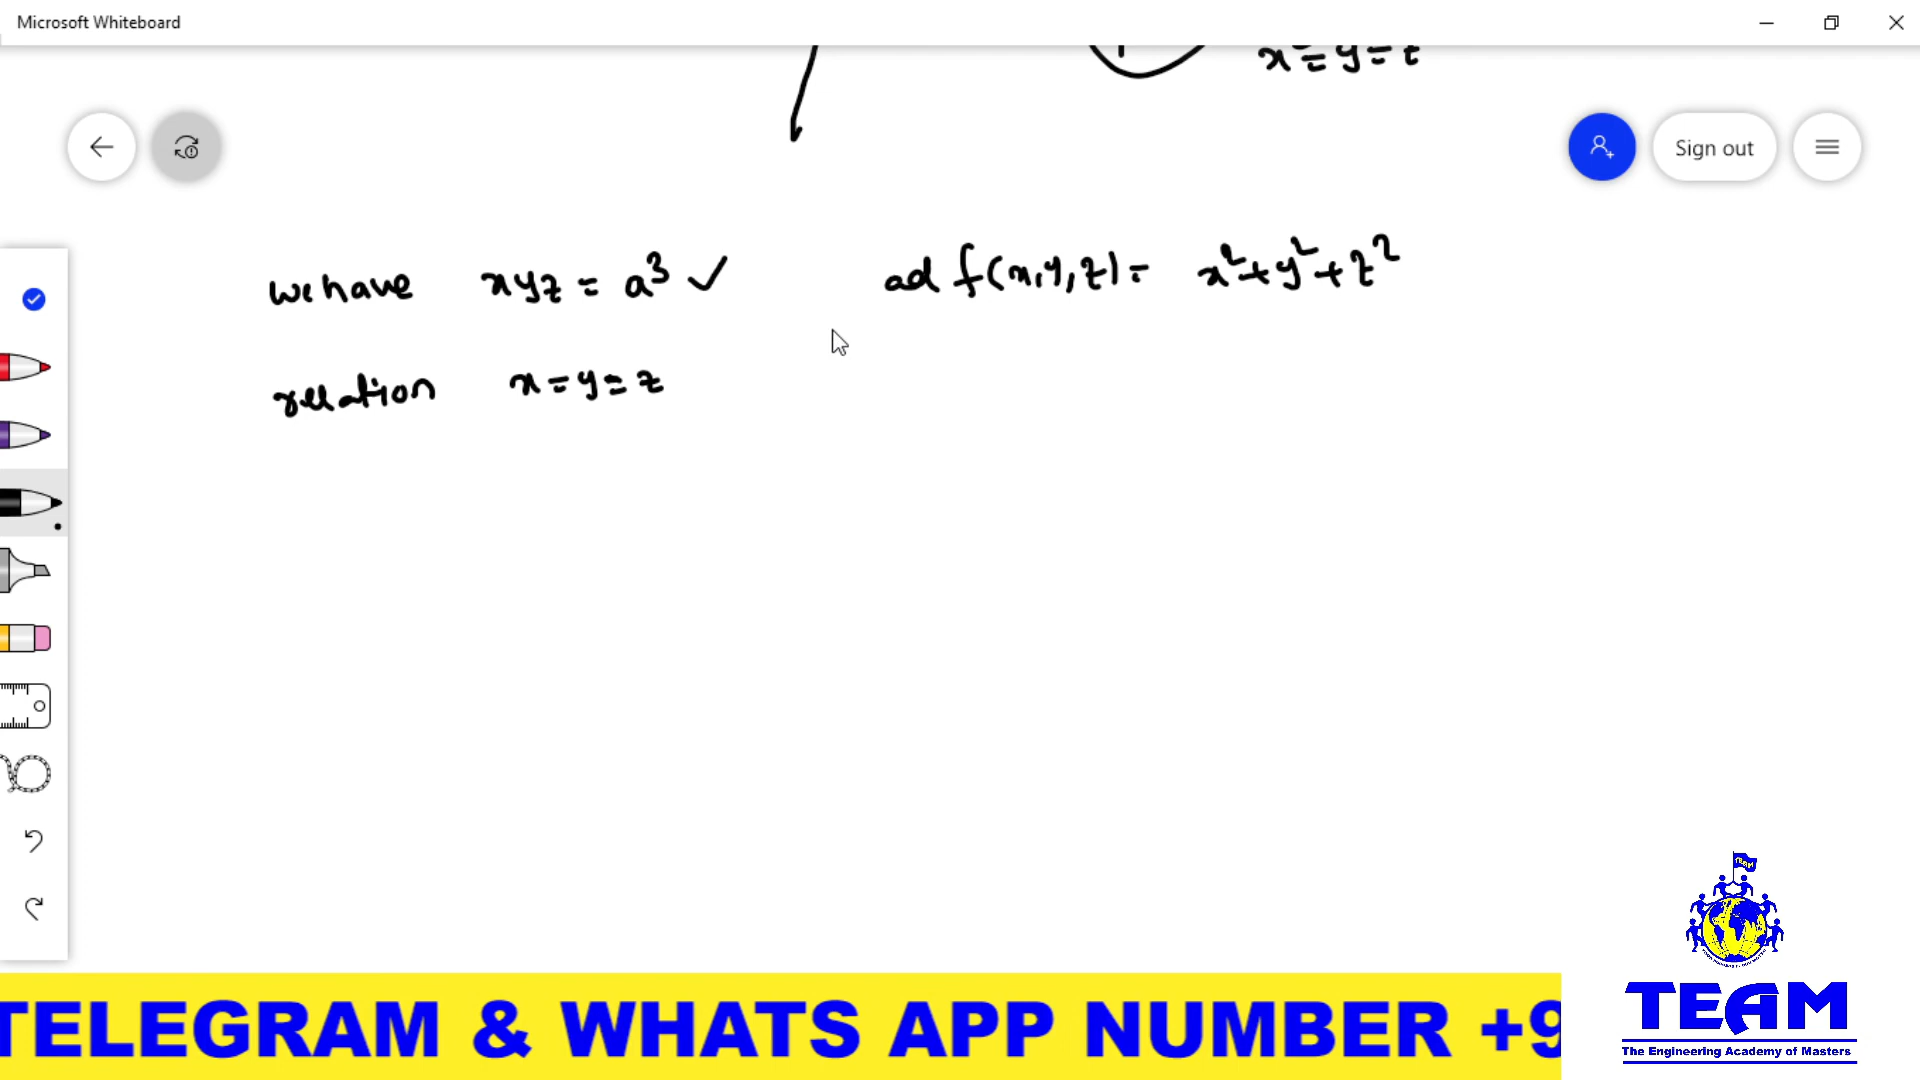 Microsoft Whiteboard
x = y = z
Sign out
we have xyz = a³ ✓ ad f(x,y,z) = x²+y²+z²
relation x = y = z
TELEGRAM & WHATS APP NUMBER +9
TEAM
The Engineering Academy of Masters